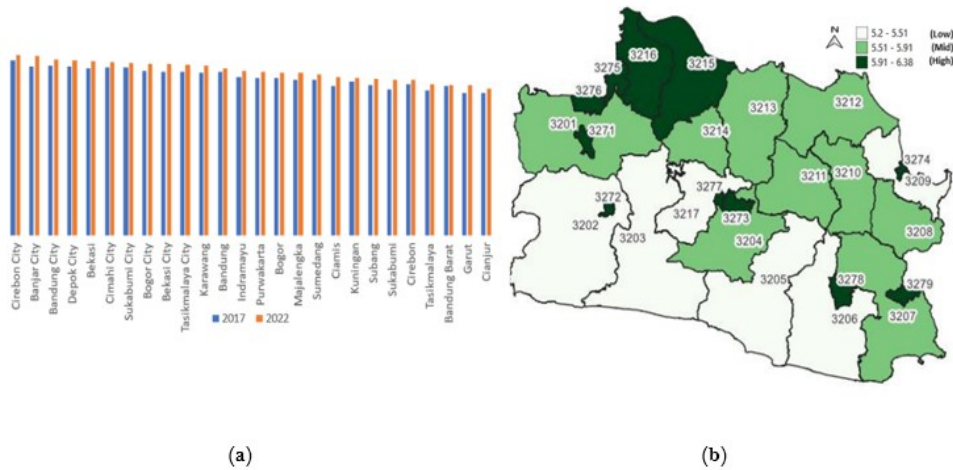 Cirebon City
Banjar City
Bandung City
Depok City
Bekasi
Cimahi City
Sukabumi City
Bogor City
Bekasi City
Tasikmalaya City
Karawang
Bandung
Indramayu
Purwakarta
Bogor
Majalengka
Sumedang
Ciamis
Kuningan
Subang
Sukabumi
Cirebon
Tasikmalaya
Bandung Barat
Garut
Cianjur
2017 2022
(a)
N
5.2 - 5.51 (Low)
5.51 - 5.91 (Mid)
5.91 - 6.38 (High)
3216
3275
3215
3276
3213
3212
3201
3271
3214
3274
3211
3210
3209
3277
3272
3217
3273
3202
3203
3204
3208
3205
3278
3279
3206
3207
(b)